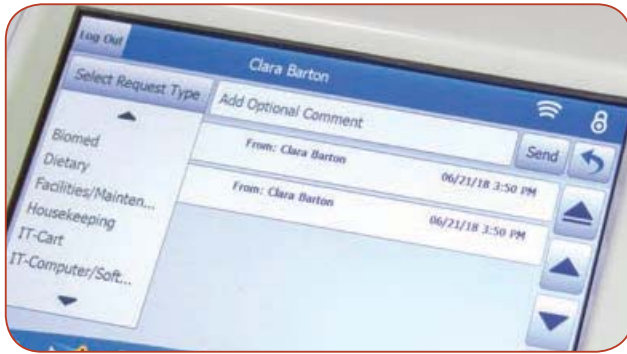 Log Out
Clara Barton
Select Request Type
Add Optional Comment
Send
Biomed
Dietary
Facilities/Mainten...
Housekeeping
IT-Cart
IT-Computer/Soft...
From: Clara Barton
06/21/18 3:50 PM
From: Clara Barton
06/21/18 3:50 PM